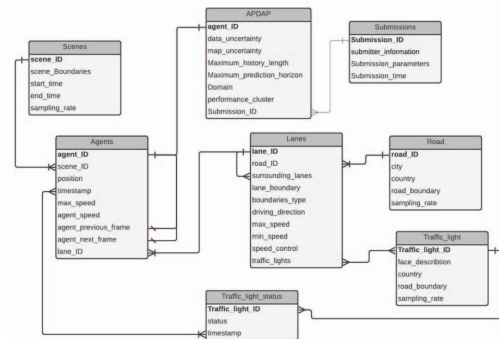 APDAP
agent_ID
data_uncertainty
map_uncertainty
Maximum_history_length
Maximum_prediction_horizon
Domain
performance_cluster
Submission_ID
Submissions
Submission_ID
submitter_information
Submission_parameters
Submission_time
Scenes
scene_ID
scene_Boundaries
start_time
end_time
sampling_rate
Agents
agent_ID
scene_ID
position
timestamp
max_speed
agent_speed
agent_previous_frame
agent_next_frame
lane_ID
Lanes
lane_ID
road_ID
surrounding_lanes
lane_boundary
boundaries_type
driving_direction
max_speed
min_speed
speed_control
traffic_lights
Road
road_ID
city
country
road_boundary
sampling_rate
Traffic_light
Traffic_light_ID
face_describtion
country
road_boundary
sampling_rate
Traffic_light_status
Traffic_light_ID
status
timestamp